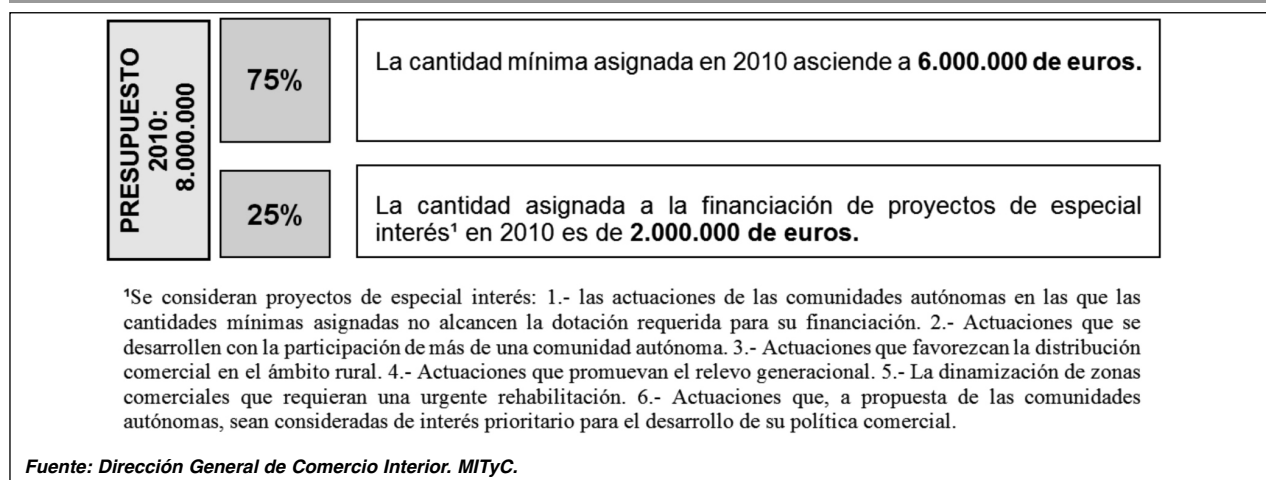 PRESUPUESTO
2010:
8.000.000
75%
La cantidad mínima asignada en 2010 asciende a 6.000.000 de euros.
25%
La cantidad asignada a la financiación de proyectos de especial
interés¹ en 2010 es de 2.000.000 de euros.
¹Se consideran proyectos de especial interés: 1.- las actuaciones de las comunidades autónomas en las que las
cantidades mínimas asignadas no alcancen la dotación requerida para su financiación. 2.- Actuaciones que se
desarrollen con la participación de más de una comunidad autónoma. 3.- Actuaciones que favorezcan la distribución
comercial en el ámbito rural. 4.- Actuaciones que promuevan el relevo generacional. 5.- La dinamización de zonas
comerciales que requieran una urgente rehabilitación. 6.- Actuaciones que, a propuesta de las comunidades
autónomas, sean consideradas de interés prioritario para el desarrollo de su política comercial.
Fuente: Dirección General de Comercio Interior. MITyC.